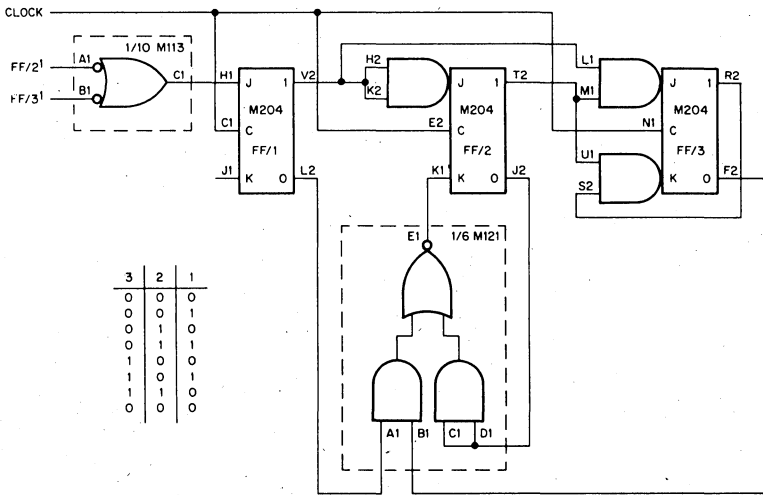 CLOCK
1/10 M113
FF/2¹ A1
C1
FF/3¹ B1
H1 J 1 V2
M204
C1 C
FF/1
J1 K 0 L2
H2
K2
J 1 T2
M204
E2 C
FF/2
K1 K 0 J2
L1
M1
J 1 R2
M204
N1 C
FF/3
U1
S2
K 0 F2
E1 1/6 M121
A1 B1 C1 D1
3 2 1
0 0 0
0 0 1
0 1 0
0 1 1
1 0 0
1 0 1
1 1 0
0 0 0